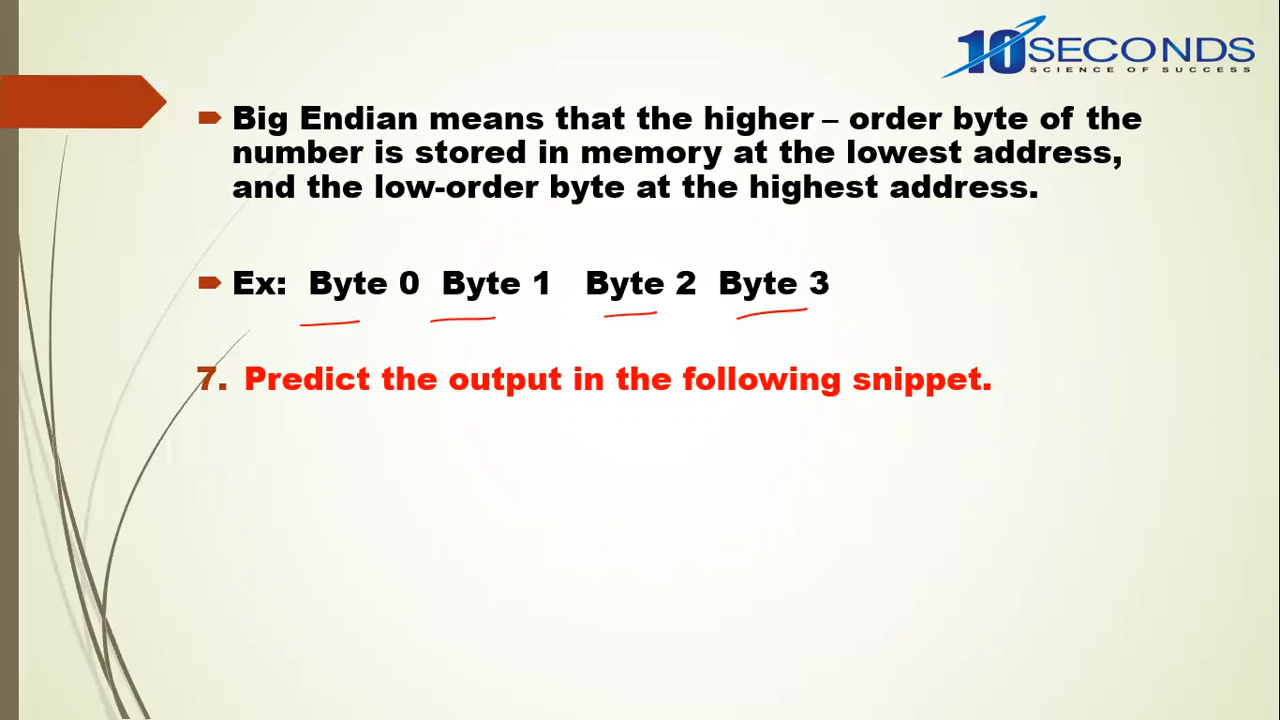 10SECONDS
SCIENCE OF SUCCESS
Big Endian means that the higher – order byte of the
number is stored in memory at the lowest address,
and the low-order byte at the highest address.
Ex: Byte 0 Byte 1 Byte 2 Byte 3
7. Predict the output in the following snippet.